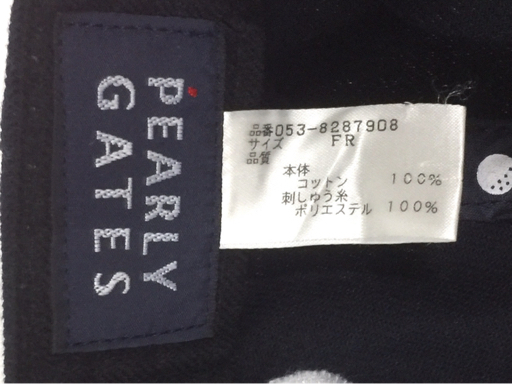 PEARLY
GATES
品番053-8287908
サイズ FR
品質
本体
コットン 100%
刺しゅう糸
ポリエステル 100%